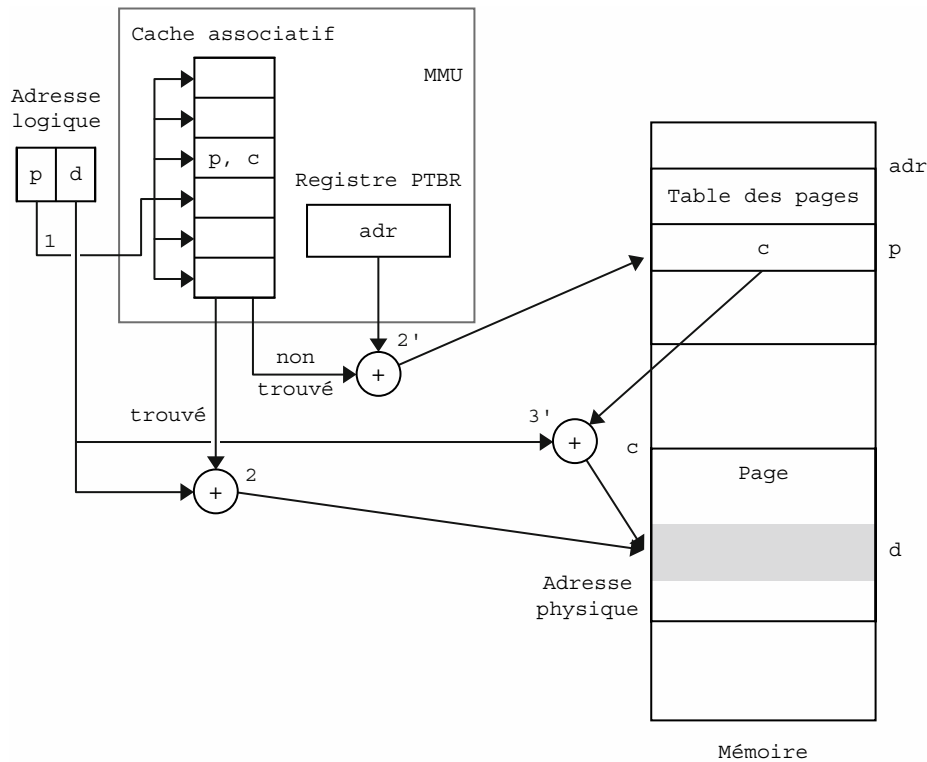 Cache associatif
MMU
Adresse
logique
p d
p, c
Registre PTBR
adr
1
adr
Table des pages
c
p
2'
non
trouvé
+
trouvé
3'
+
c
2
+
Page
d
Adresse
physique
Mémoire